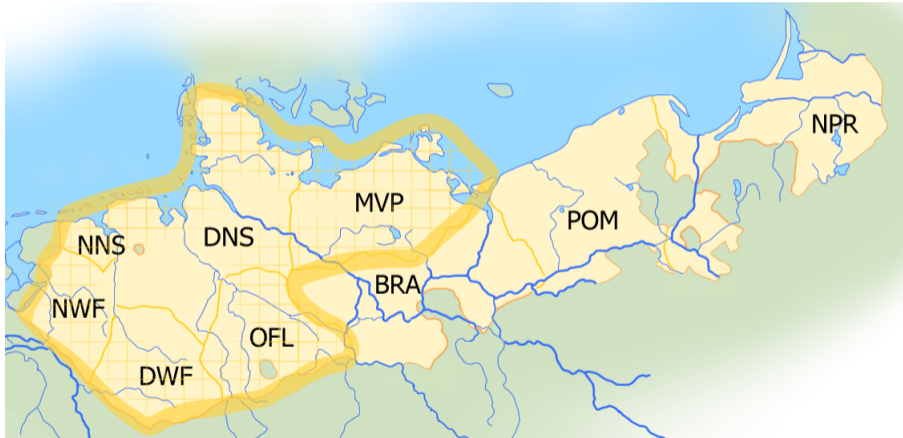 NPR
MVP
POM
NNS
DNS
BRA
NWF
OFL
DWF